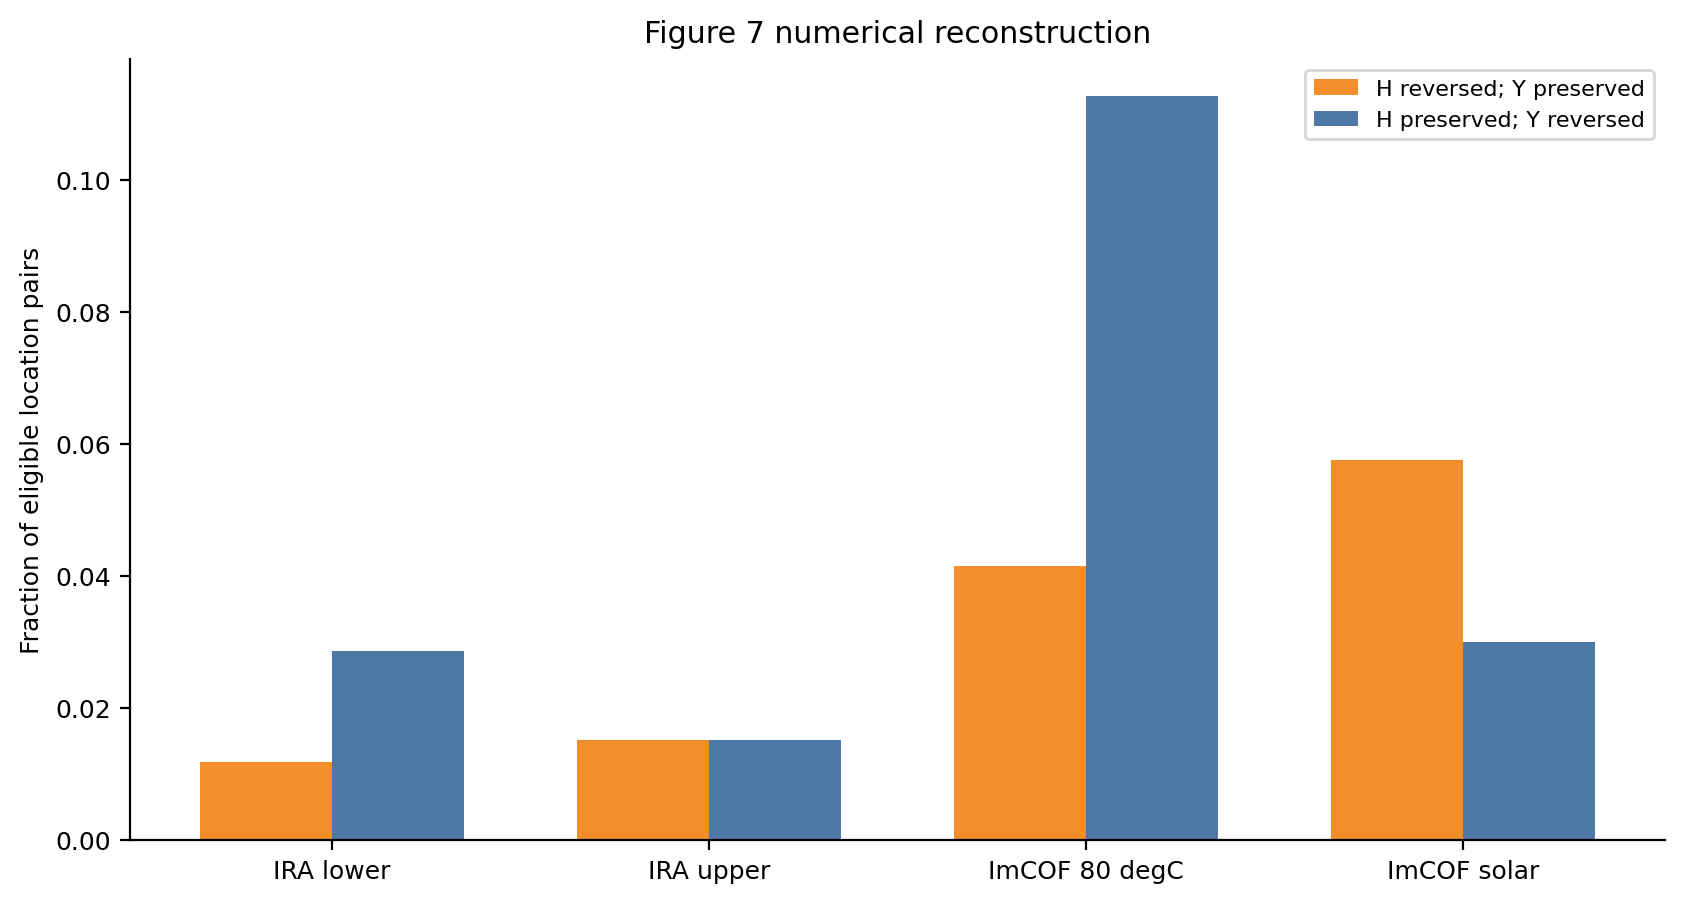 Figure 7 numerical reconstruction
H reversed; Y preserved
H preserved; Y reversed
Fraction of eligible location pairs
0.10
0.08
0.06
0.04
0.02
0.00
IRA lower
IRA upper
ImCOF 80 degC
ImCOF solar